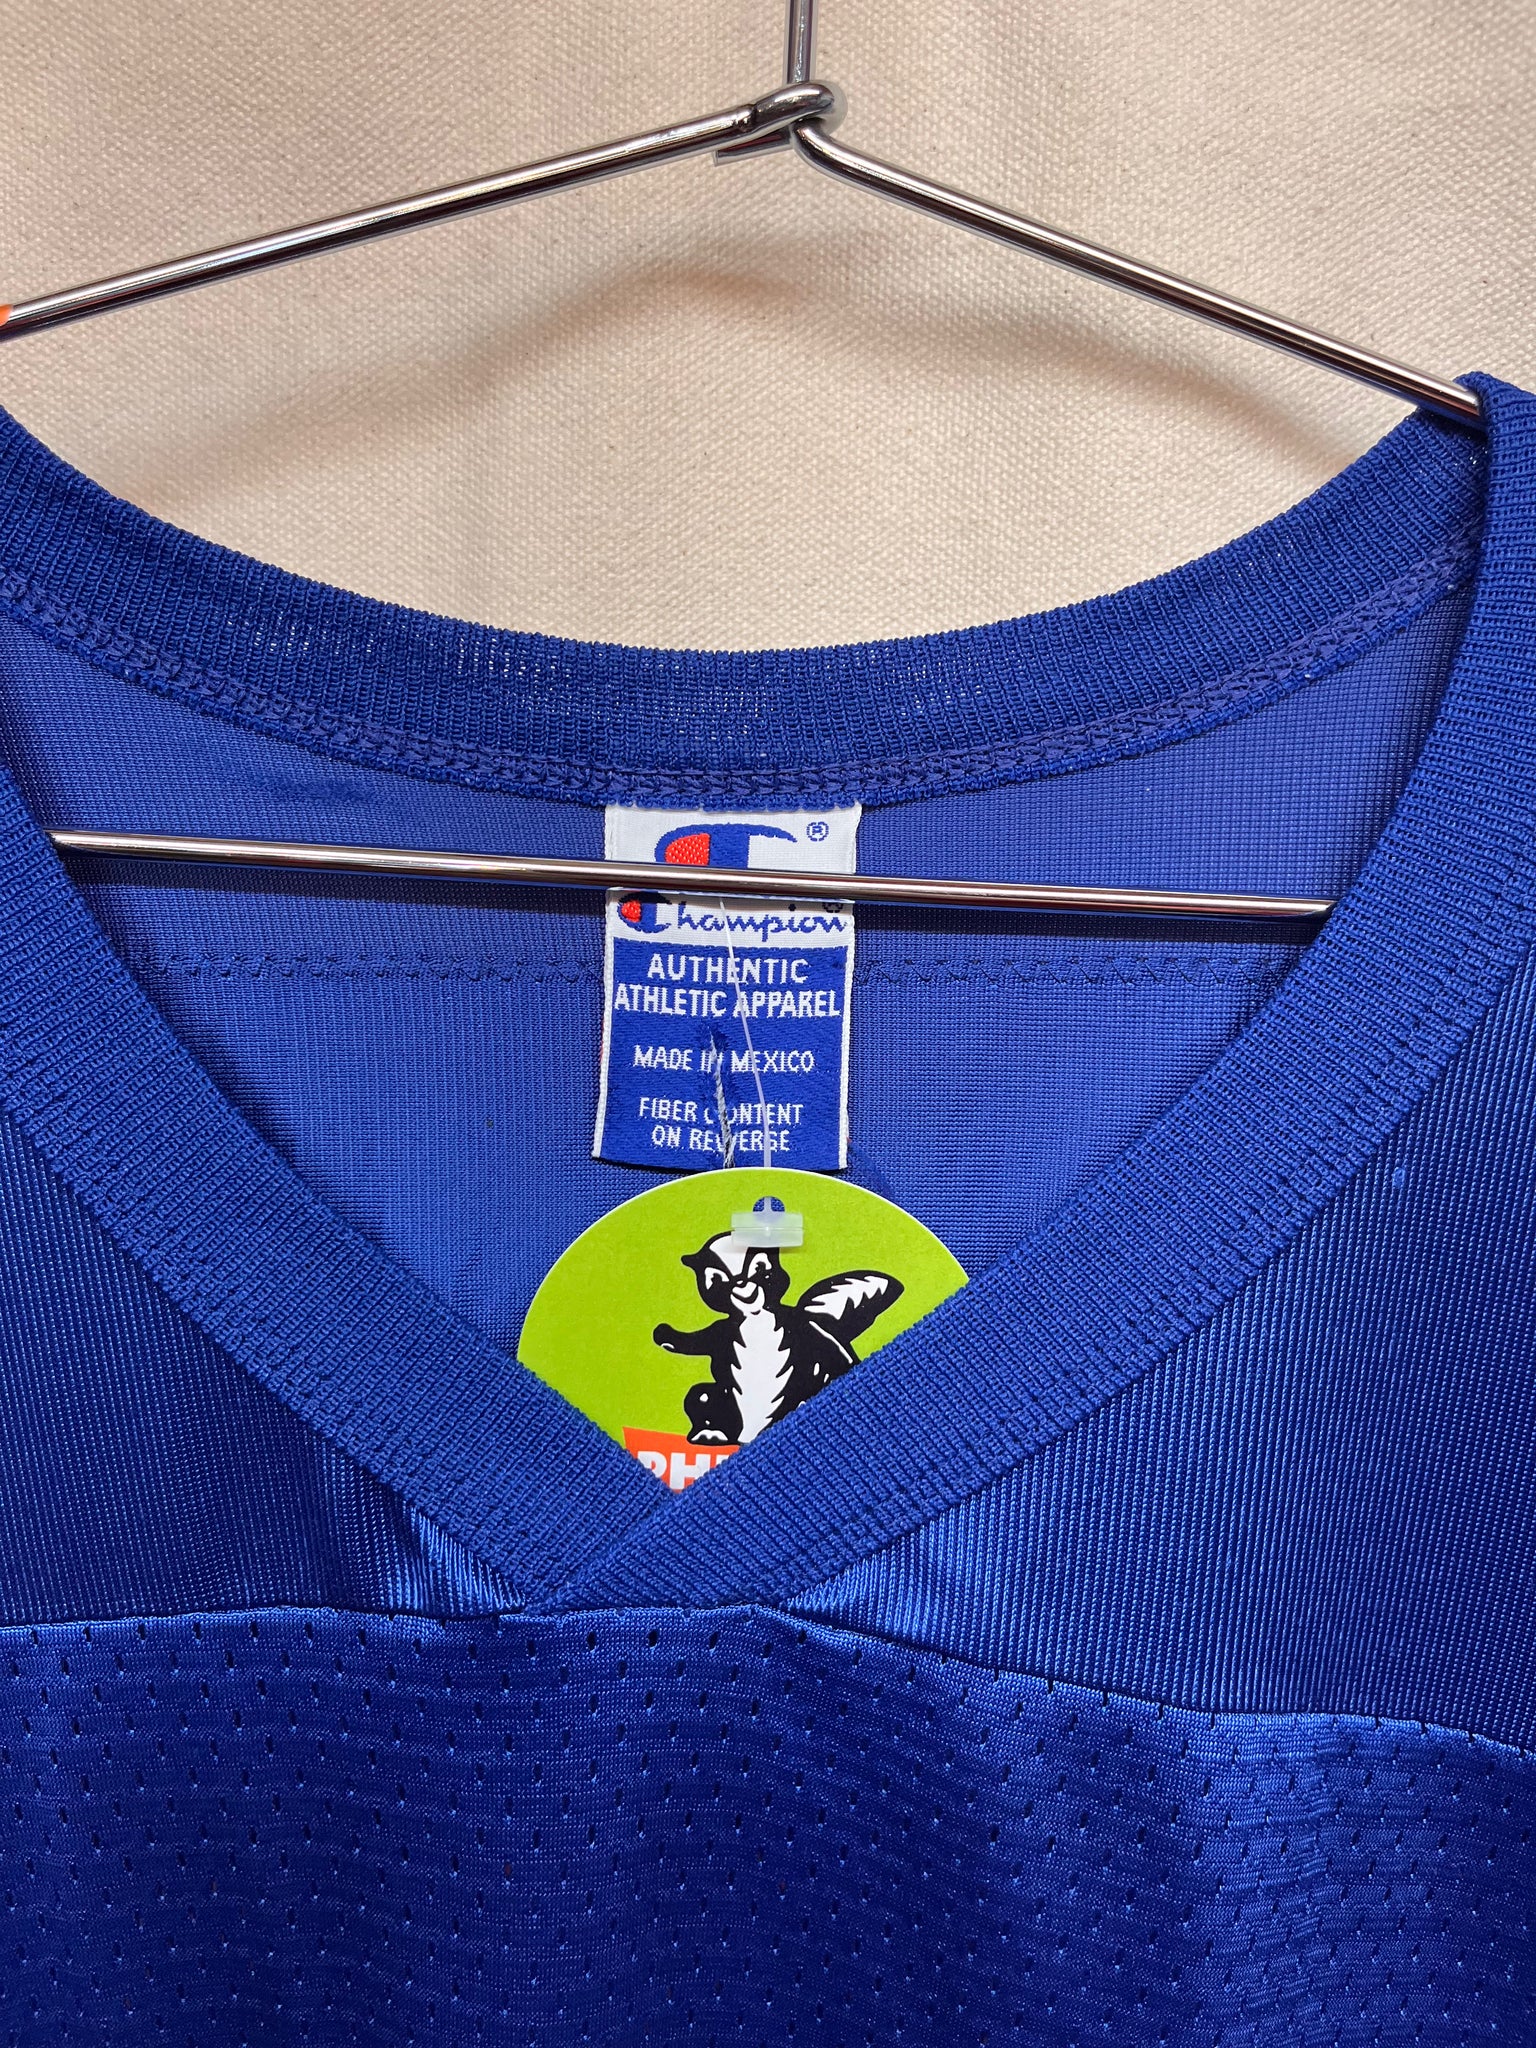 ®
Champion®
AUTHENTIC
ATHLETIC APPAREL
MADE IN MEXICO
FIBER CONTENT
ON REVERSE